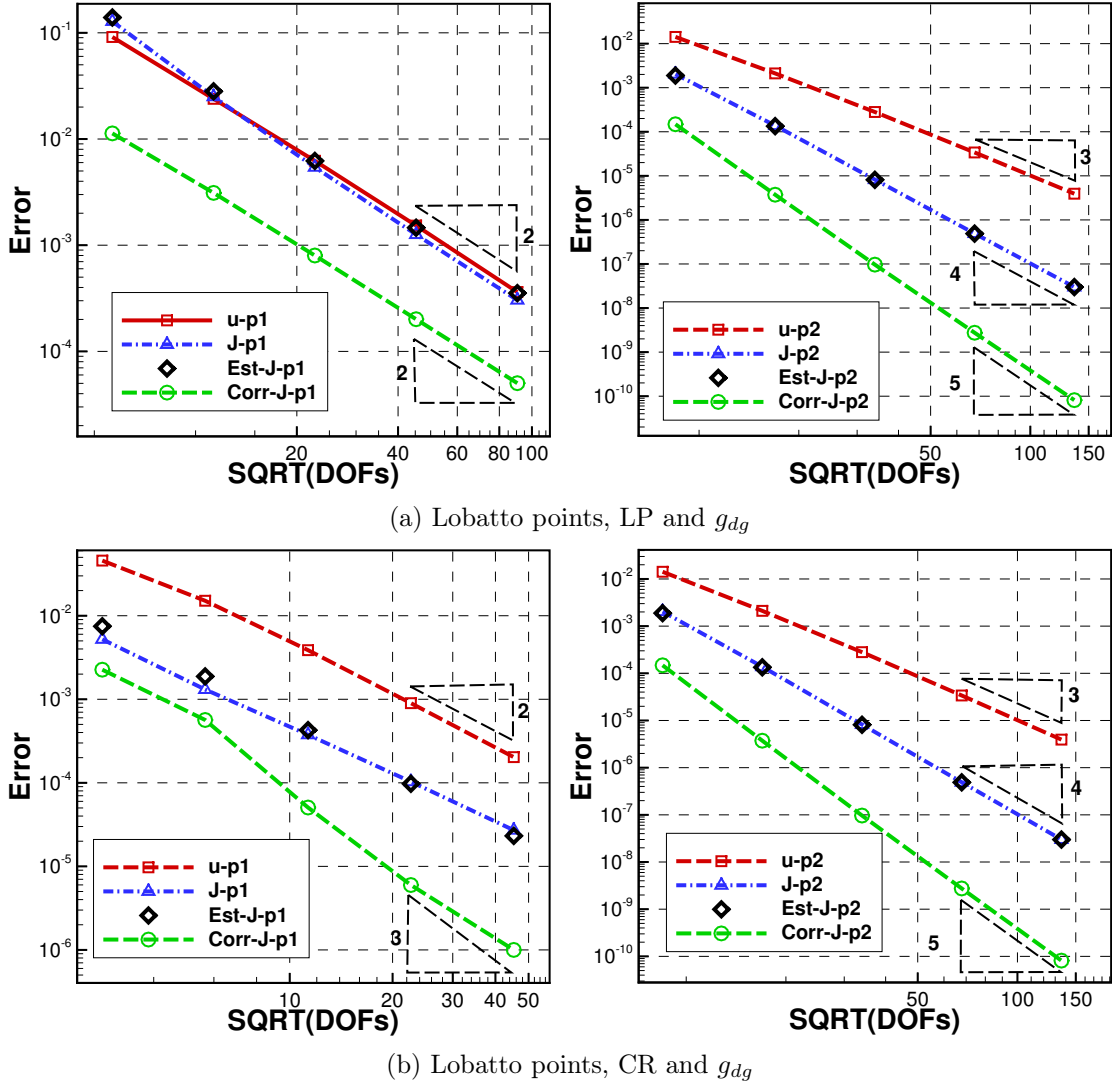 10^-1
10^-2
10^-3
10^-4
Error
2
2
u-p1
J-p1
Est-J-p1
Corr-J-p1
20 40 60 80 100
SQRT(DOFs)
10^-2
10^-3
10^-4
10^-5
10^-6
10^-7
10^-8
10^-9
10^-10
Error
3
4
5
u-p2
J-p2
Est-J-p2
Corr-J-p2
50 100 150
SQRT(DOFs)
(a) Lobatto points, LP and g_dg
10^-2
10^-3
10^-4
10^-5
10^-6
Error
2
3
u-p1
J-p1
Est-J-p1
Corr-J-p1
10 20 30 40 50
SQRT(DOFs)
10^-2
10^-3
10^-4
10^-5
10^-6
10^-7
10^-8
10^-9
10^-10
Error
3
4
5
u-p2
J-p2
Est-J-p2
Corr-J-p2
50 100 150
SQRT(DOFs)
(b) Lobatto points, CR and g_dg